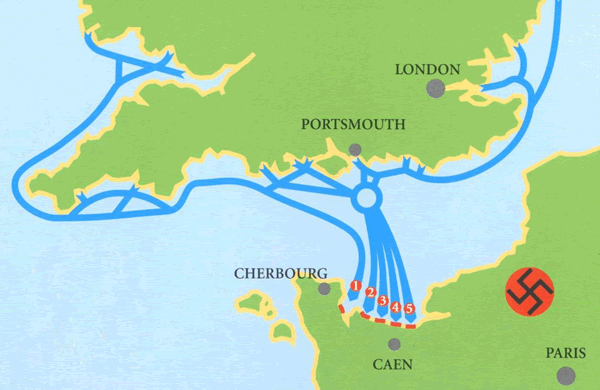 LONDON
PORTSMOUTH
CHERBOURG
1
2
3
4
5
CAEN
PARIS